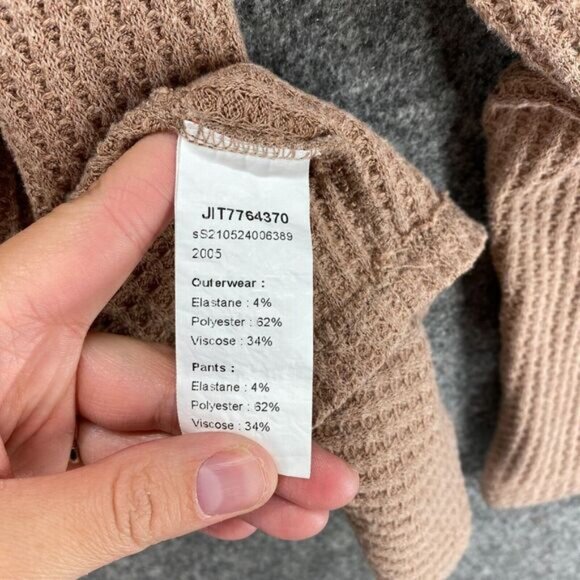 JIT7764370
sS210524006389
2005
Outerwear :
Elastane : 4%
Polyester : 62%
Viscose : 34%
Pants :
Elastane : 4%
Polyester : 62%
Viscose : 34%